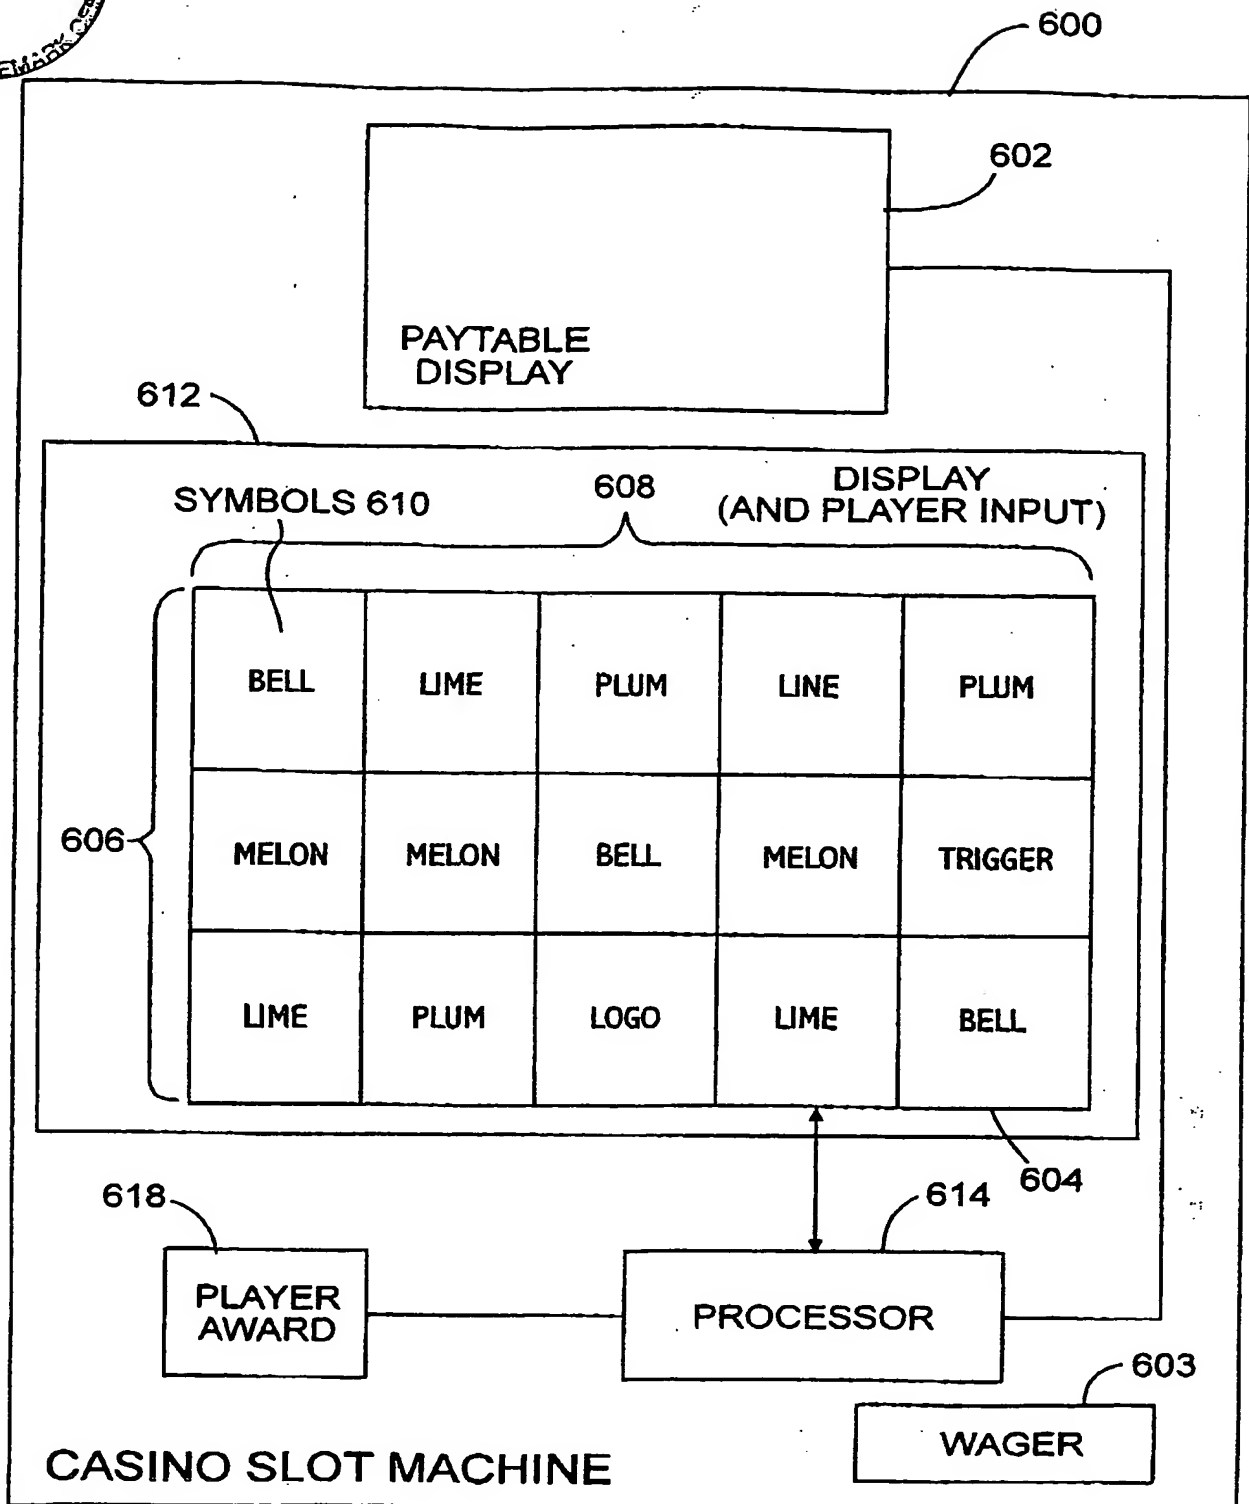 600
602
PAYTABLE
DISPLAY
612
SYMBOLS 610
608
DISPLAY
(AND PLAYER INPUT)
BELL LIME PLUM LINE PLUM
606
MELON MELON BELL MELON TRIGGER
LIME PLUM LOGO LIME BELL
604
618
614
PLAYER
AWARD
PROCESSOR
603
WAGER
CASINO SLOT MACHINE